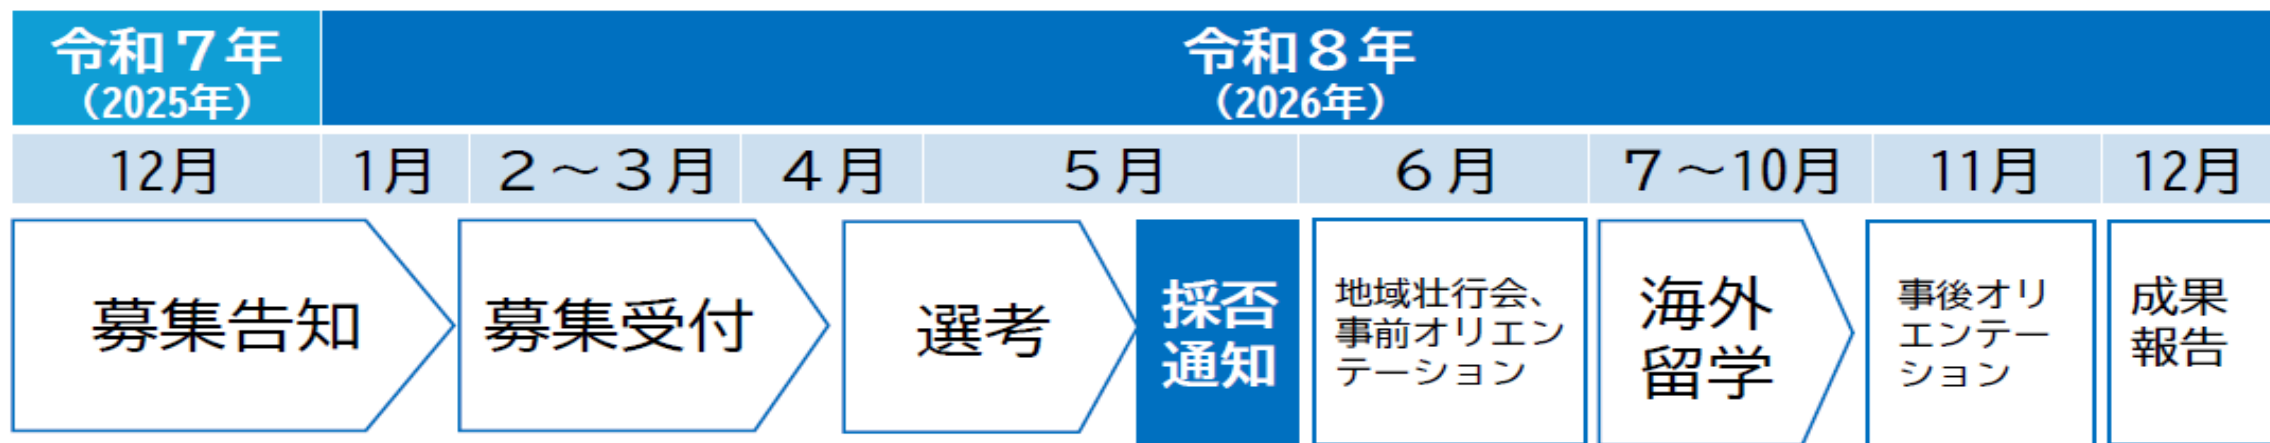 令和７年
（2025年）
令和８年
（2026年）
12月
1月
２～３月
４月
５月
６月
７～10月
11月
12月
募集告知
募集受付
選考
採否
通知
地域壮行会、
事前オリエン
テーション
海外
留学
事後オリ
エンテー
ション
成果
報告